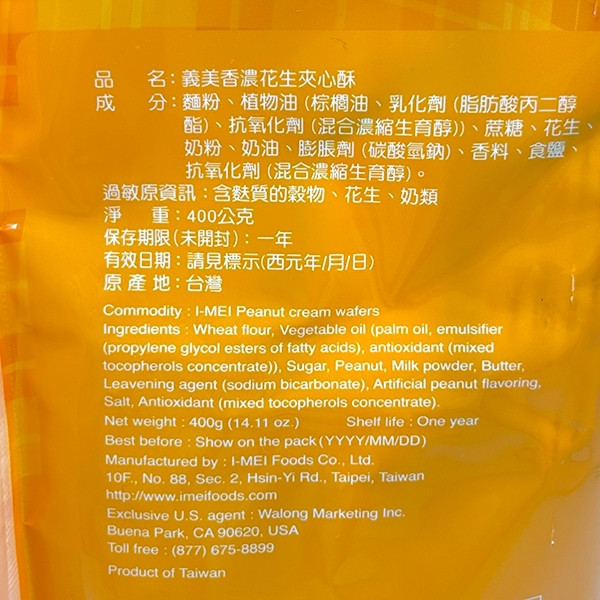 品　　名：義美香濃花生夾心酥
成　　分：麵粉、植物油 (棕櫚油、乳化劑 (脂肪酸丙二醇
酯)、抗氧化劑 (混合濃縮生育醇))、蔗糖、花生、
奶粉、奶油、膨脹劑 (碳酸氫鈉)、香料、食鹽、
抗氧化劑 (混合濃縮生育醇)。
過敏原資訊：含麩質的穀物、花生、奶類
淨　　重：400公克
保存期限(未開封)：一年
有效日期：請見標示(西元年/月/日)
原 產 地：台灣
Commodity : I-MEI Peanut cream wafers
Ingredients : Wheat flour, Vegetable oil (palm oil, emulsifier
(propylene glycol esters of fatty acids), antioxidant (mixed
tocopherols concentrate)), Sugar, Peanut, Milk powder, Butter,
Leavening agent (sodium bicarbonate), Artificial peanut flavoring,
Salt, Antioxidant (mixed tocopherols concentrate).
Net weight : 400g (14.11 oz.)　　Shelf life : One year
Best before : Show on the pack (YYYY/MM/DD)
Manufactured by : I-MEI Foods Co., Ltd.
10F., No. 88, Sec. 2, Hsin-Yi Rd., Taipei, Taiwan
http://www.imeifoods.com
Exclusive U.S. agent : Walong Marketing Inc.
Buena Park, CA 90620, USA
Toll free : (877) 675-8899
Product of Taiwan